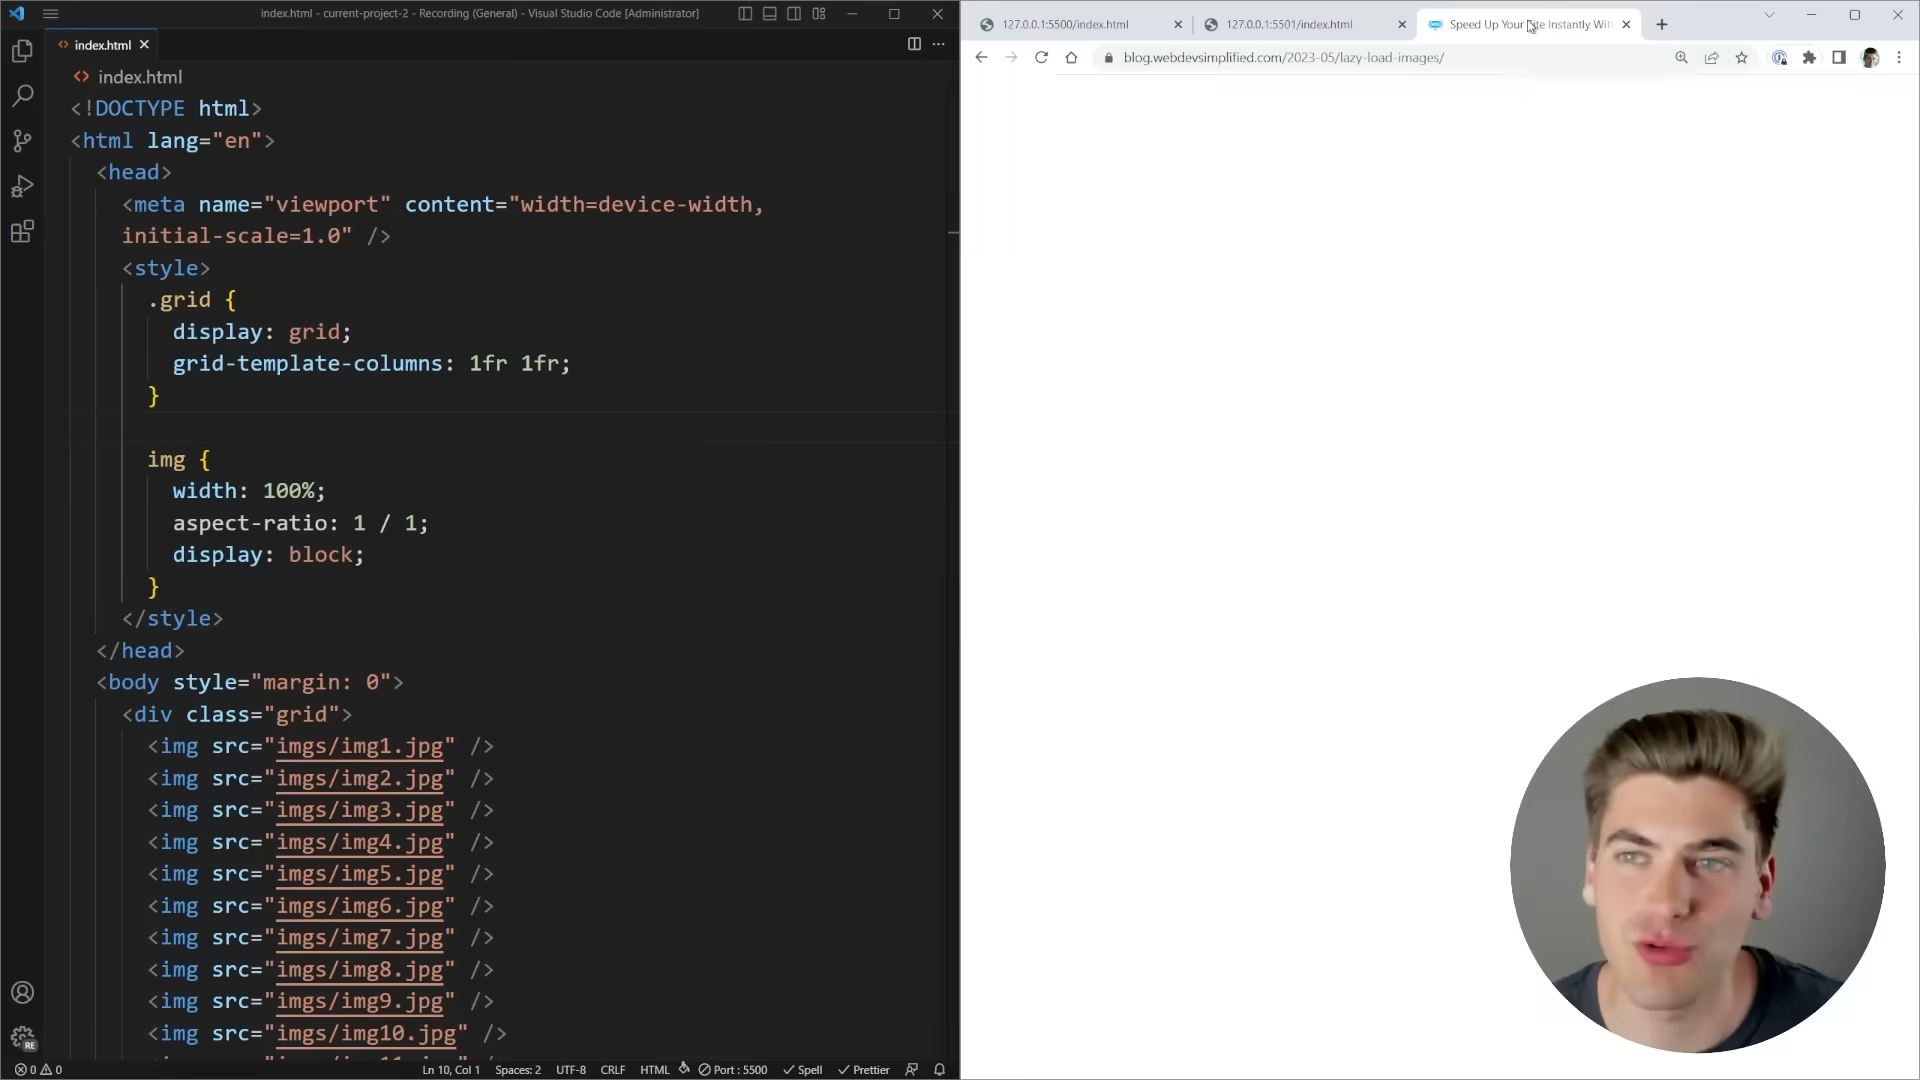 index.html - current-project-2 - Recording (General) - Visual Studio Code [Administrator]
index.html
index.html
<!DOCTYPE html>
<html lang="en">
<head>
<meta name="viewport" content="width=device-width,
initial-scale=1.0" />
<style>
.grid {
display: grid;
grid-template-columns: 1fr 1fr;
}
img {
width: 100%;
aspect-ratio: 1 / 1;
display: block;
}
</style>
</head>
<body style="margin: 0">
<div class="grid">
<img src="imgs/img1.jpg" />
<img src="imgs/img2.jpg" />
<img src="imgs/img3.jpg" />
<img src="imgs/img4.jpg" />
<img src="imgs/img5.jpg" />
<img src="imgs/img6.jpg" />
<img src="imgs/img7.jpg" />
<img src="imgs/img8.jpg" />
<img src="imgs/img9.jpg" />
<img src="imgs/img10.jpg" />
RE
0 0 Ln 10, Col 1 Spaces: 2 UTF-8 CRLF HTML Port : 5500 Spell Prettier
127.0.0.1:5500/index.html 127.0.0.1:5501/index.html Speed Up Your Instantly
blog.webdevsimplified.com/2023-05/lazy-load-images/